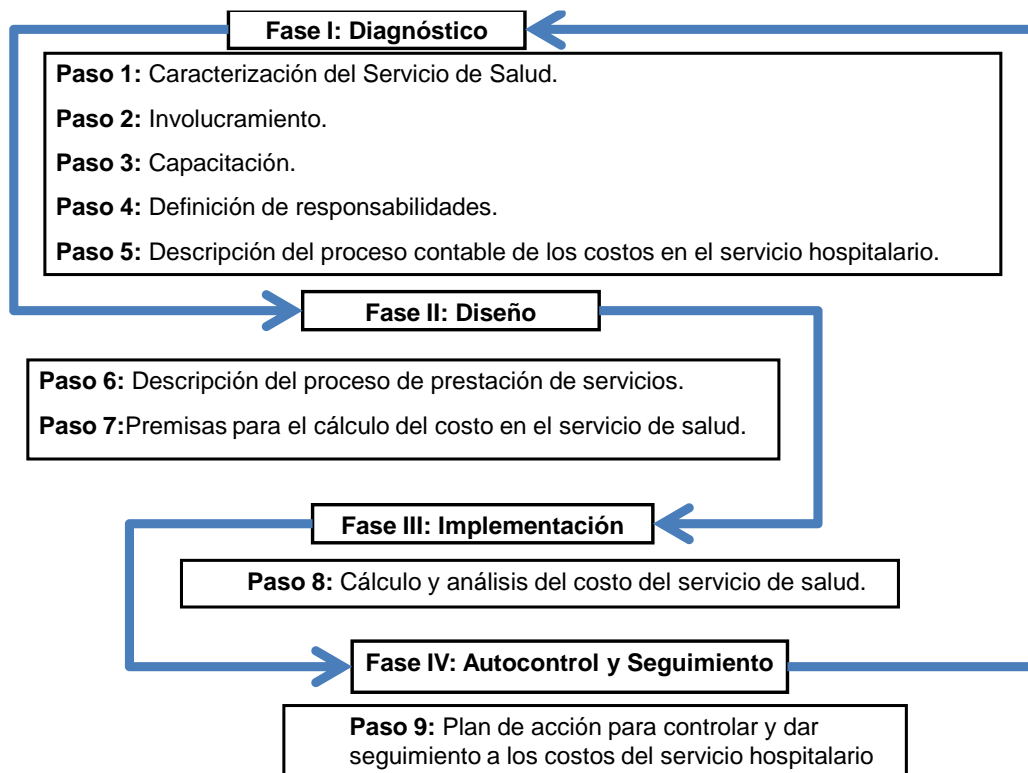 Fase I: Diagnóstico
Paso 1: Caracterización del Servicio de Salud.
Paso 2: Involucramiento.
Paso 3: Capacitación.
Paso 4: Definición de responsabilidades.
Paso 5: Descripción del proceso contable de los costos en el servicio hospitalario.
Fase II: Diseño
Paso 6: Descripción del proceso de prestación de servicios.
Paso 7:Premisas para el cálculo del costo en el servicio de salud.
Fase III: Implementación
Paso 8: Cálculo y análisis del costo del servicio de salud.
Fase IV: Autocontrol y Seguimiento
Paso 9: Plan de acción para controlar y dar
seguimiento a los costos del servicio hospitalario